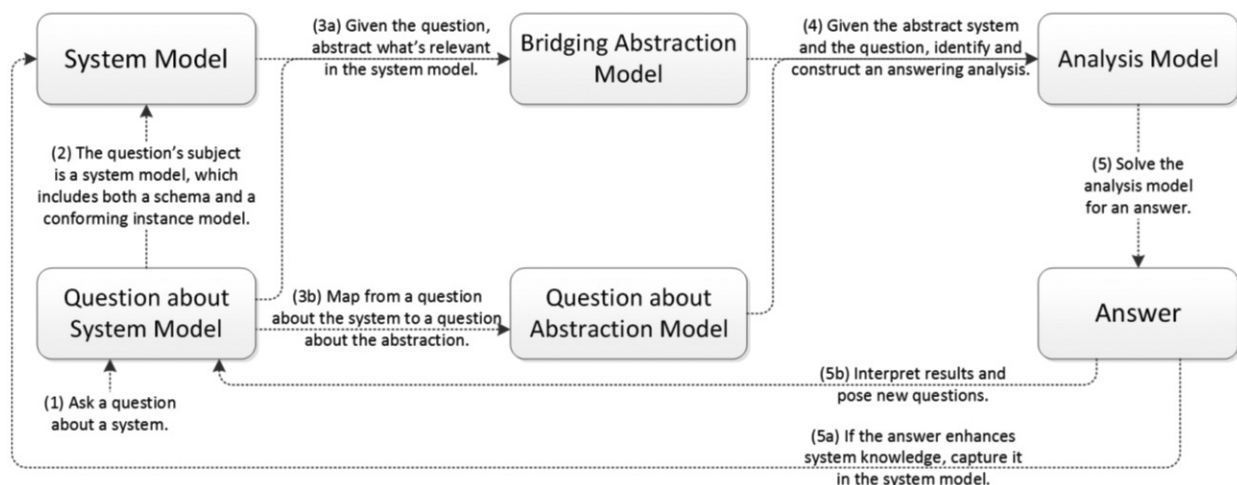 System Model
(3a) Given the question,
abstract what's relevant
in the system model.
Bridging Abstraction
Model
(4) Given the abstract system
and the question, identify and
construct an answering analysis.
Analysis Model
(2) The question's subject
is a system model, which
includes both a schema and a
conforming instance model.
(5) Solve the
analysis model
for an answer.
Question about
System Model
(3b) Map from a question
about the system to a question
about the abstraction.
Question about
Abstraction Model
Answer
(1) Ask a question
about a system.
(5b) Interpret results and
pose new questions.
(5a) If the answer enhances
system knowledge, capture it
in the system model.